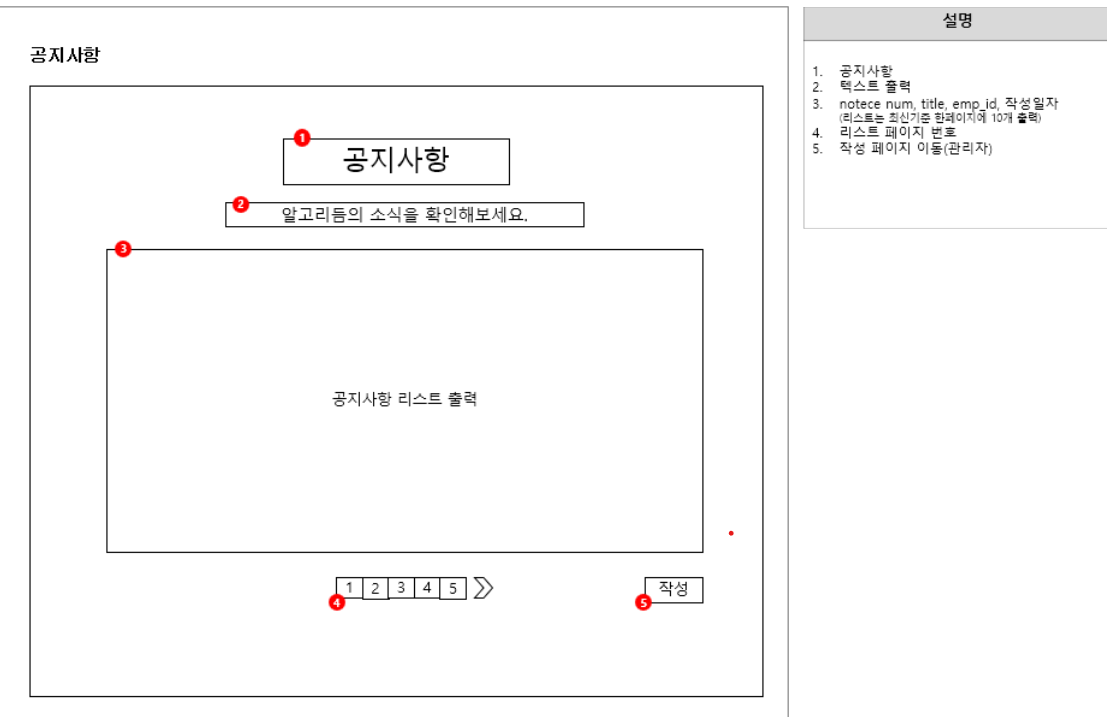 공지사항
1
공지사항
2
알고리듬의 소식을 확인해보세요.
3
공지사항 리스트 출력
1 2 3 4 5
4
작성
5
설명
1. 공지사항
2. 텍스트 출력
3. notece num, title, emp_id, 작성일자
(리스트는 최신기준 한페이지에 10개 출력)
4. 리스트 페이지 번호
5. 작성 페이지 이동(관리자)